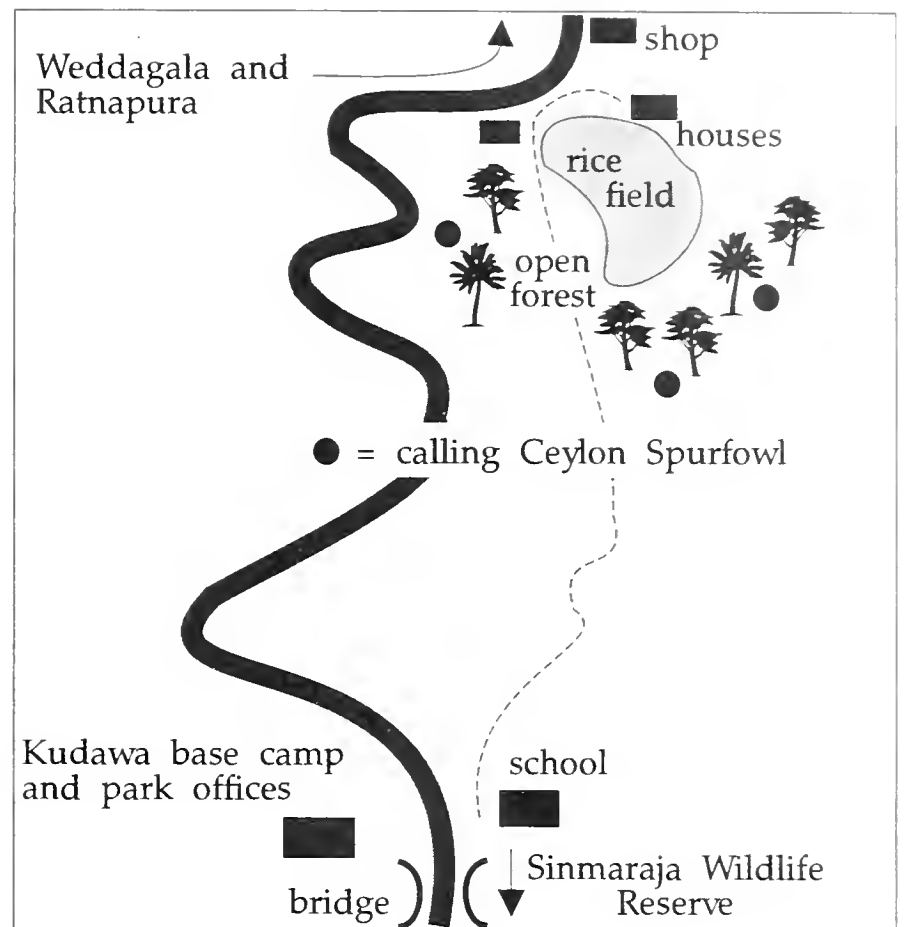 shop
Weddagala and
Ratnapura
houses
rice
field
open
forest
= calling Ceylon Spurfowl
Kudawa base camp
and park offices
school
Sinmaraja Wildlife
Reserve
bridge